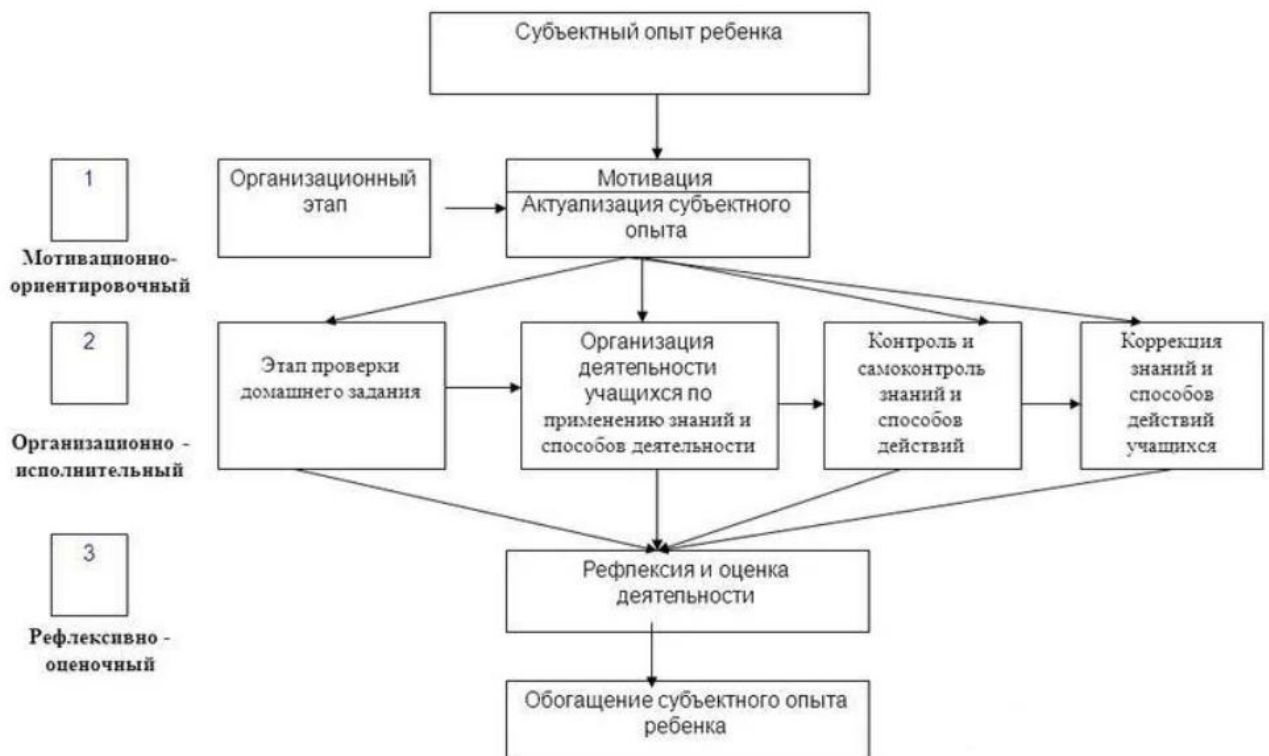 Субъектный опыт ребенка
1
Мотивационно-
ориентировочный
Организационный
этап
Мотивация
Актуализация субъектного
опыта
2
Организационно -
исполнительный
Этап проверки
домашнего задания
Организация
деятельности
учащихся по
применению знаний и
способов деятельности
Контроль и
самоконтроль
знаний и
способов
действий
Коррекция
знаний и
способов
действий
учащихся
3
Рефлексивно -
оценочный
Рефлексия и оценка
деятельности
Обогащение субъектного опыта
ребенка